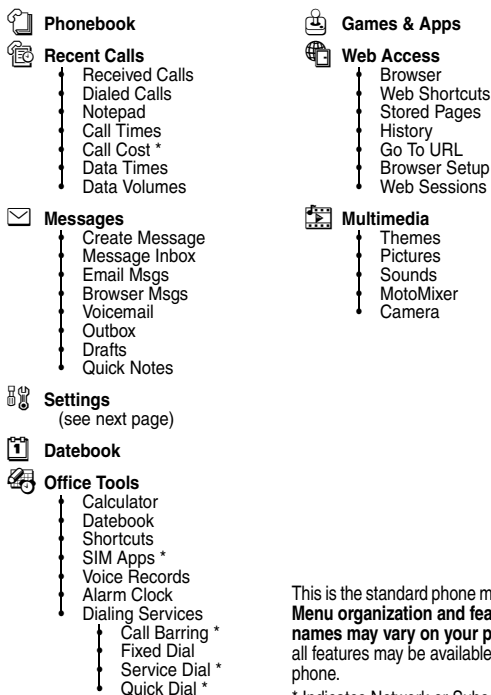 Phonebook
Recent Calls
Received Calls
Dialed Calls
Notepad
Call Times
Call Cost *
Data Times
Data Volumes
Messages
Create Message
Message Inbox
Email Msgs
Browser Msgs
Voicemail
Outbox
Drafts
Quick Notes
Settings
(see next page)
1
Datebook
Office Tools
Calculator
Datebook
Shortcuts
SIM Apps *
Voice Records
Alarm Clock
Dialing Services
Call Barring *
Fixed Dial
Service Dial *
Quick Dial *
Games & Apps
Web Access
Browser
Web Shortcuts
Stored Pages
History
Go To URL
Browser Setup
Web Sessions
Multimedia
Themes
Pictures
Sounds
MotoMixer
Camera
This is the standard phone m
Menu organization and fea
names may vary on your p
all features may be available
phone.
* Indicates Network or